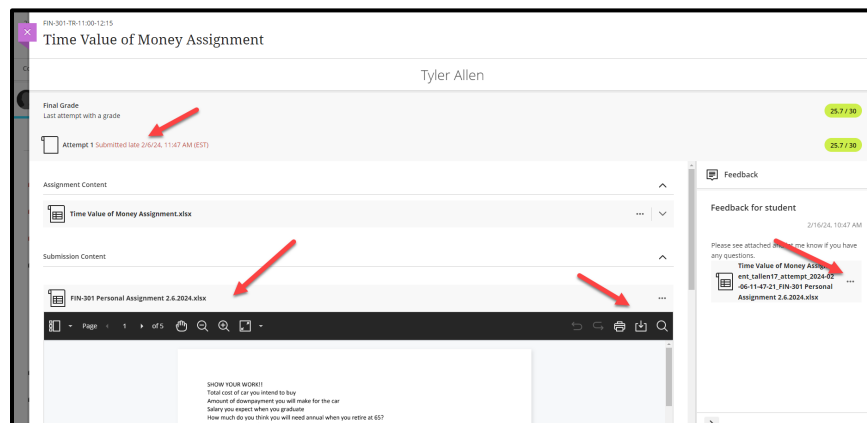 FIN-301-TR-11:00-12:15
Time Value of Money Assignment
Tyler Allen
Final Grade
Last attempt with a grade
25.7 / 30
Attempt 1 Submitted late 2/6/24, 11:47 AM (EST)
25.7 / 30
Assignment Content
Time Value of Money Assignment.xlsx
Submission Content
FIN-301 Personal Assignment 2.6.2024.xlsx
Page 1 of 5
SHOW YOUR WORK!!
Total cost of car you intend to buy
Amount of downpayment you will make for the car
Salary you expect when you graduate
How much do you think you will need annual when you retire at 65?
Feedback
Feedback for student
2/16/24, 10:47 AM
Please see attached me know if you have
any questions.
Time Value of Money
ent_tallen17_attempt_2024-02
-06-11-47-21_FIN-301 Personal
Assignment 2.6.2024.xlsx